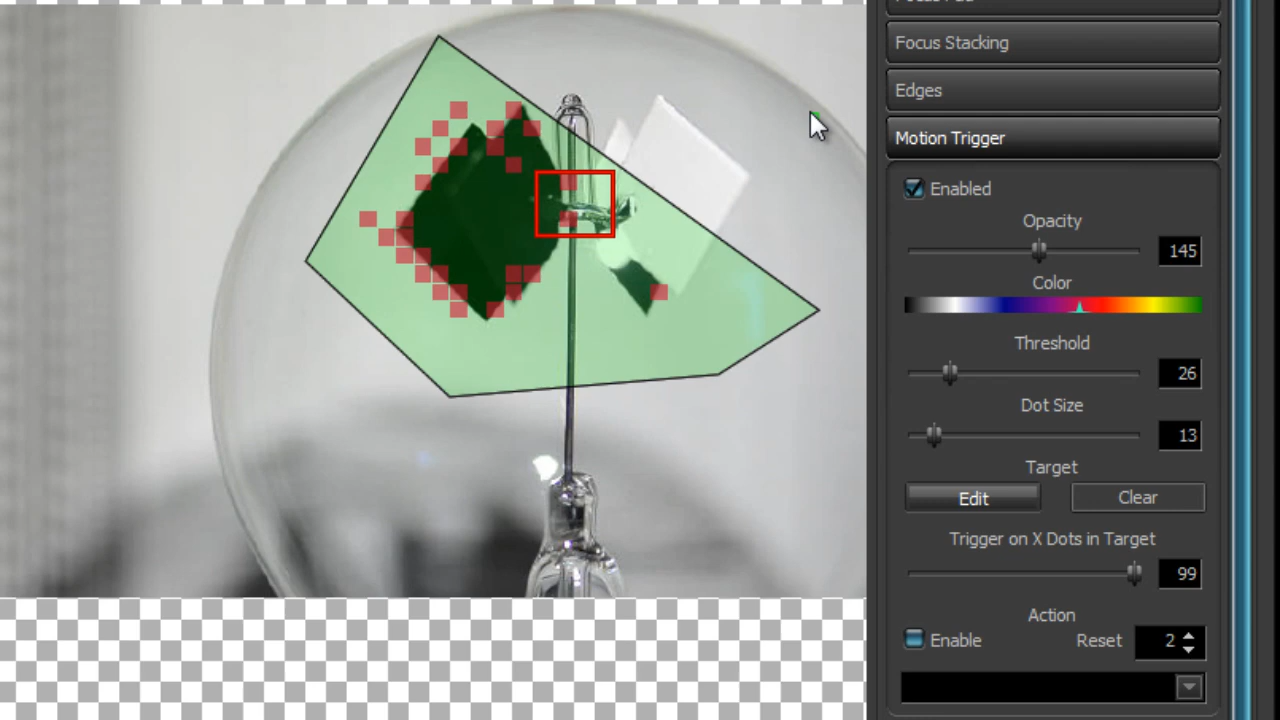 Focus Stacking
Edges
Motion Trigger
Enabled
Opacity
145
Color
Threshold
26
Dot Size
13
Target
Edit Clear
Trigger on X Dots in Target
99
Action
Enable Reset 2